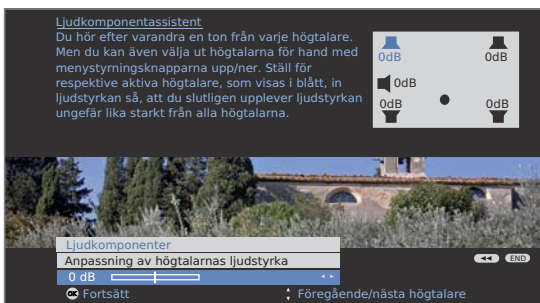 Ljudkomponentassistent
Du hör efter varandra en ton från varje högtalare.
Men du kan även välja ut högtalarna för hand med
menystyrningsknapparna upp/ner. Ställ för
respektive aktiva högtalare, som visas i blått, in
ljudstyrkan så, att du slutligen upplever ljudstyrkan
ungefär lika starkt från alla högtalarna.
0dB 0dB
0dB
0dB 0dB
Ljudkomponenter
Anpassning av högtalarnas ljudstyrka
0 dB
END
OK Fortsätt Föregående/nästa högtalare